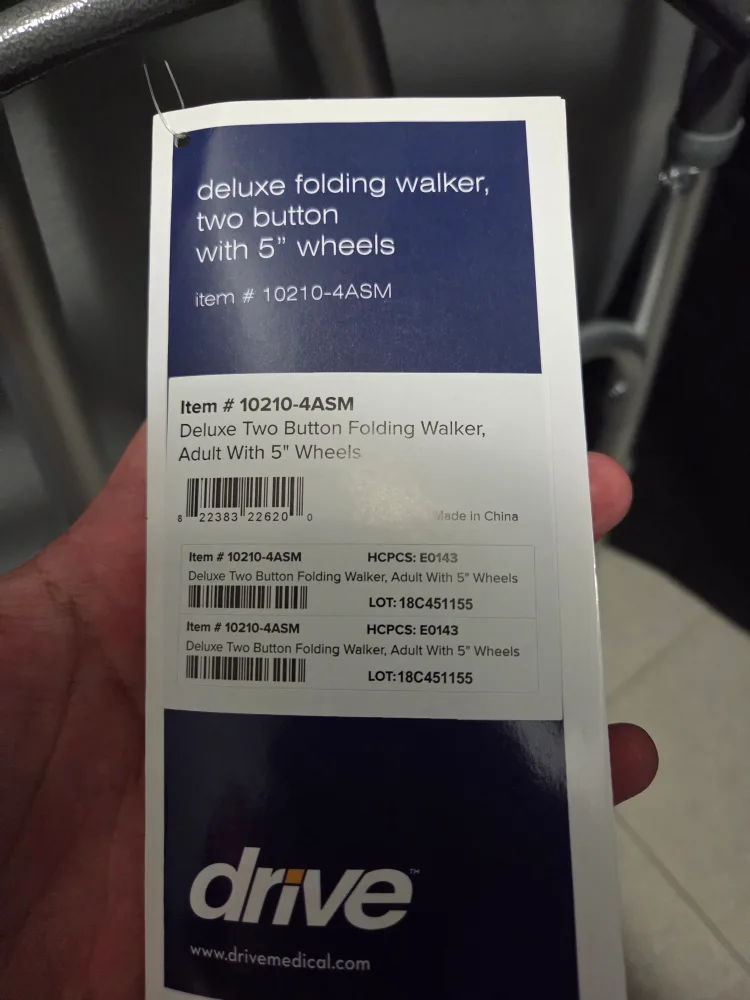 deluxe folding walker,
two button
with 5” wheels
item # 10210-4ASM
Item # 10210-4ASM
Deluxe Two Button Folding Walker,
Adult With 5" Wheels
8 22383 22620 0
Made in China
Item # 10210-4ASM HCPCS: E0143
Deluxe Two Button Folding Walker, Adult With 5" Wheels
LOT: 18C451155
Item # 10210-4ASM HCPCS: E0143
Deluxe Two Button Folding Walker, Adult With 5" Wheels
LOT:18C451155
drive™
www.drivemedical.com